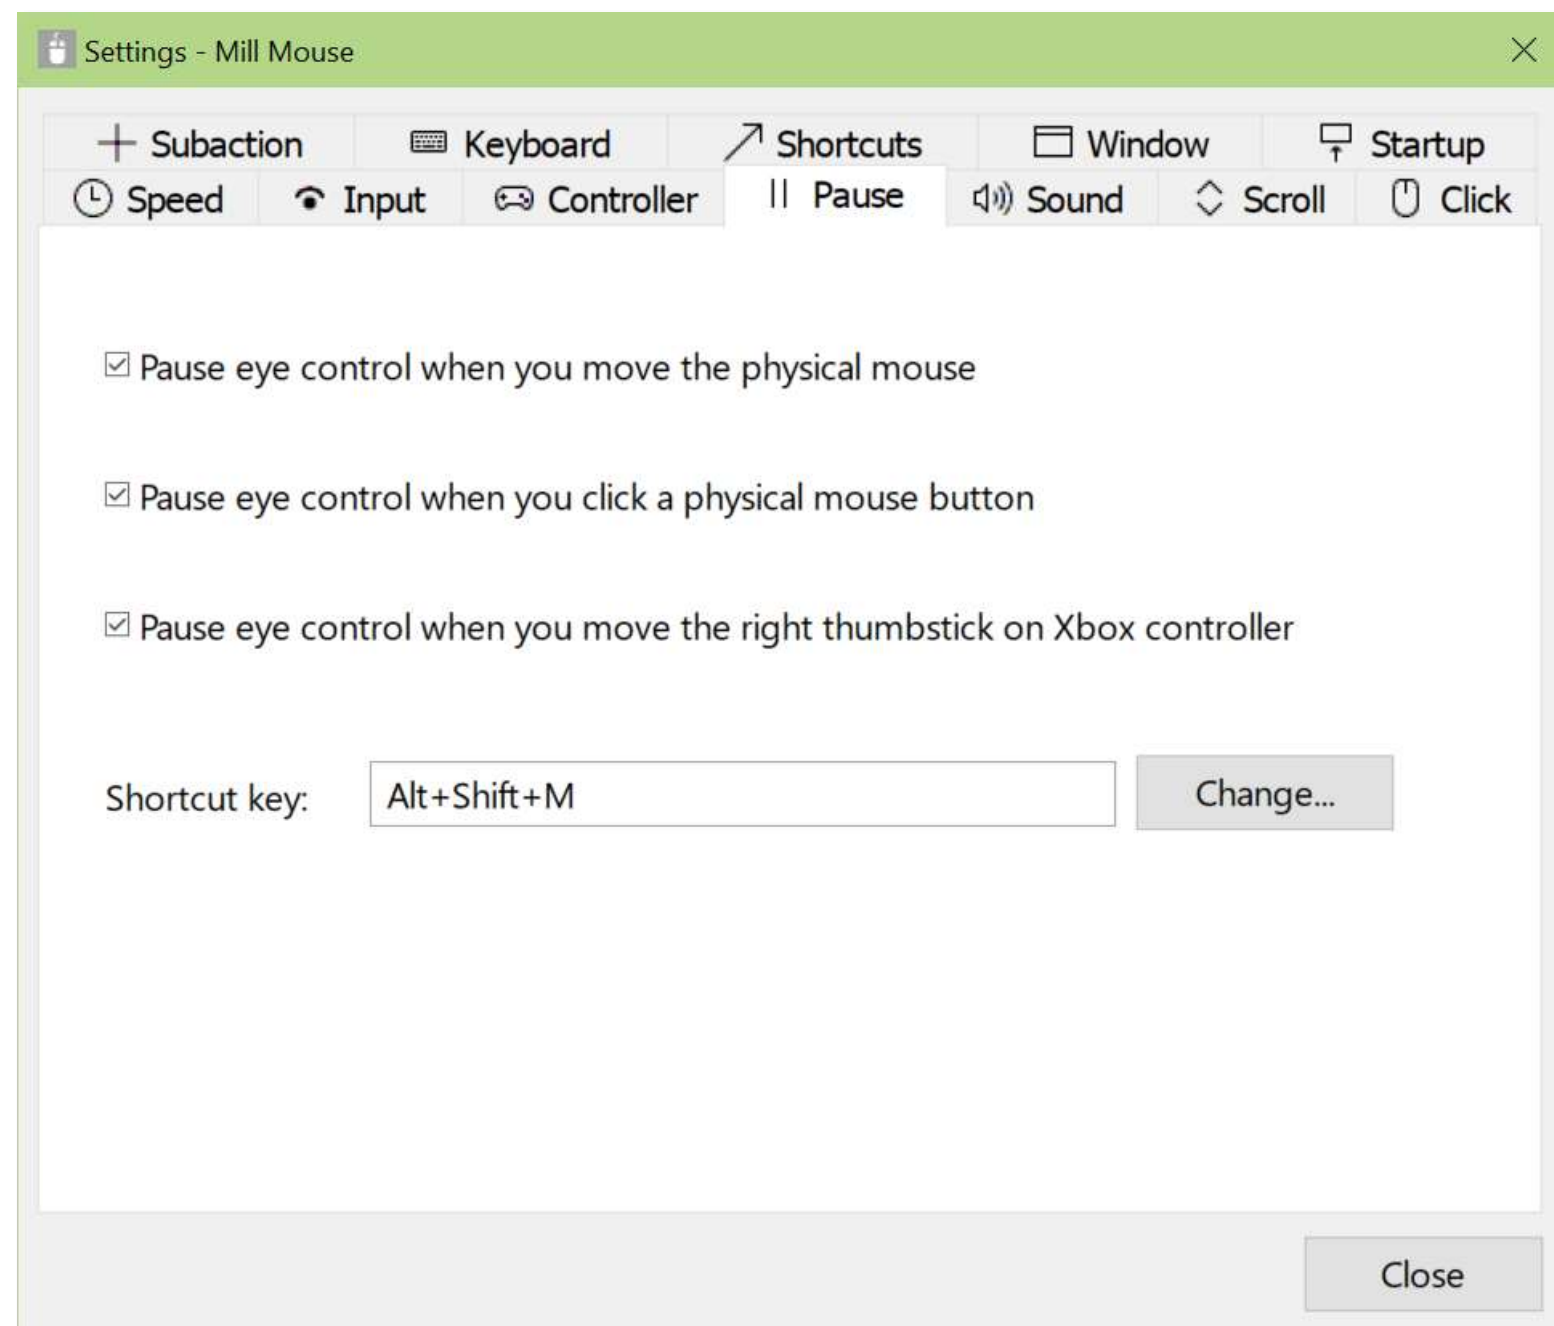 Settings - Mill Mouse
Subaction Keyboard Shortcuts Window Startup
Speed Input Controller Pause Sound Scroll Click
Pause eye control when you move the physical mouse
Pause eye control when you click a physical mouse button
Pause eye control when you move the right thumbstick on Xbox controller
Shortcut key: Alt+Shift+M Change...
Close